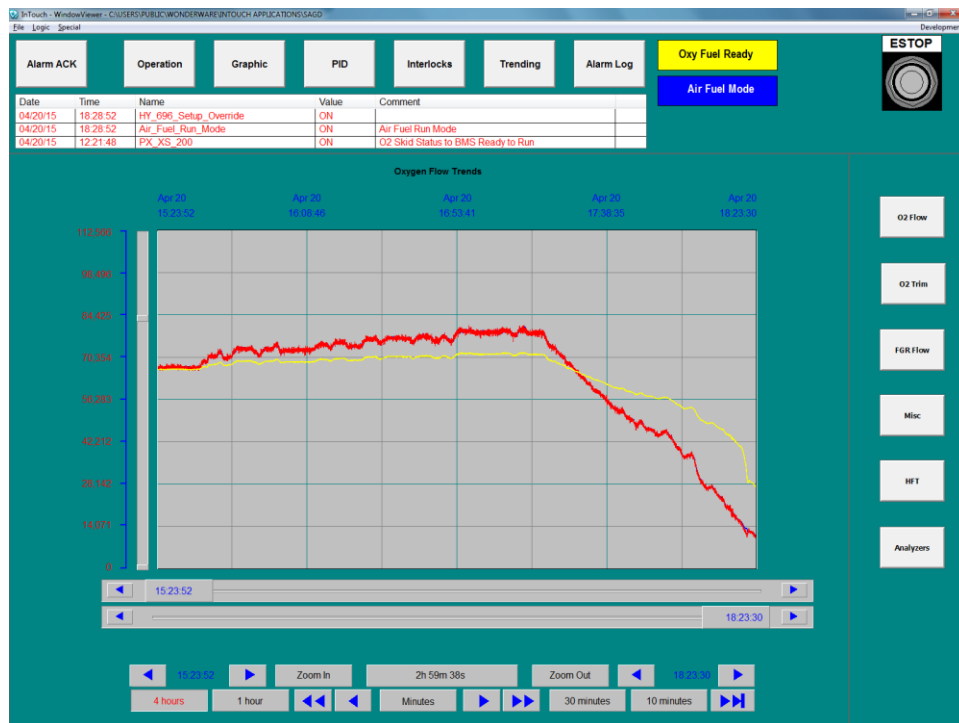 InTouch - WindowViewer - C:\USERS\PUBLIC\WONDERWARE\INTOUCH APPLICATIONS\SAGD
File Logic Special Developmen
Alarm ACK Operation Graphic PID Interlocks Trending Alarm Log Oxy Fuel Ready ESTOP
Air Fuel Mode
Date Time Name Value Comment
04/20/15 18:28:52 HY_696_Setup_Override ON
04/20/15 18:28:52 Air_Fuel_Run_Mode ON Air Fuel Run Mode
04/20/15 12:21:48 PX_XS_200 ON O2 Skid Status to BMS Ready to Run
Oxygen Flow Trends
Apr 20 Apr 20 Apr 20 Apr 20 Apr 20
15:23:52 16:08:46 16:53:41 17:38:35 18:23:30
70,354
42,212
14,071
0
O2 Flow
O2 Trim
FGR Flow
Misc
HFT
Analyzers
15:23:52
18:23:30
15:23:52 Zoom In 2h 59m 38s Zoom Out 18:23:30
4 hours 1 hour Minutes 30 minutes 10 minutes